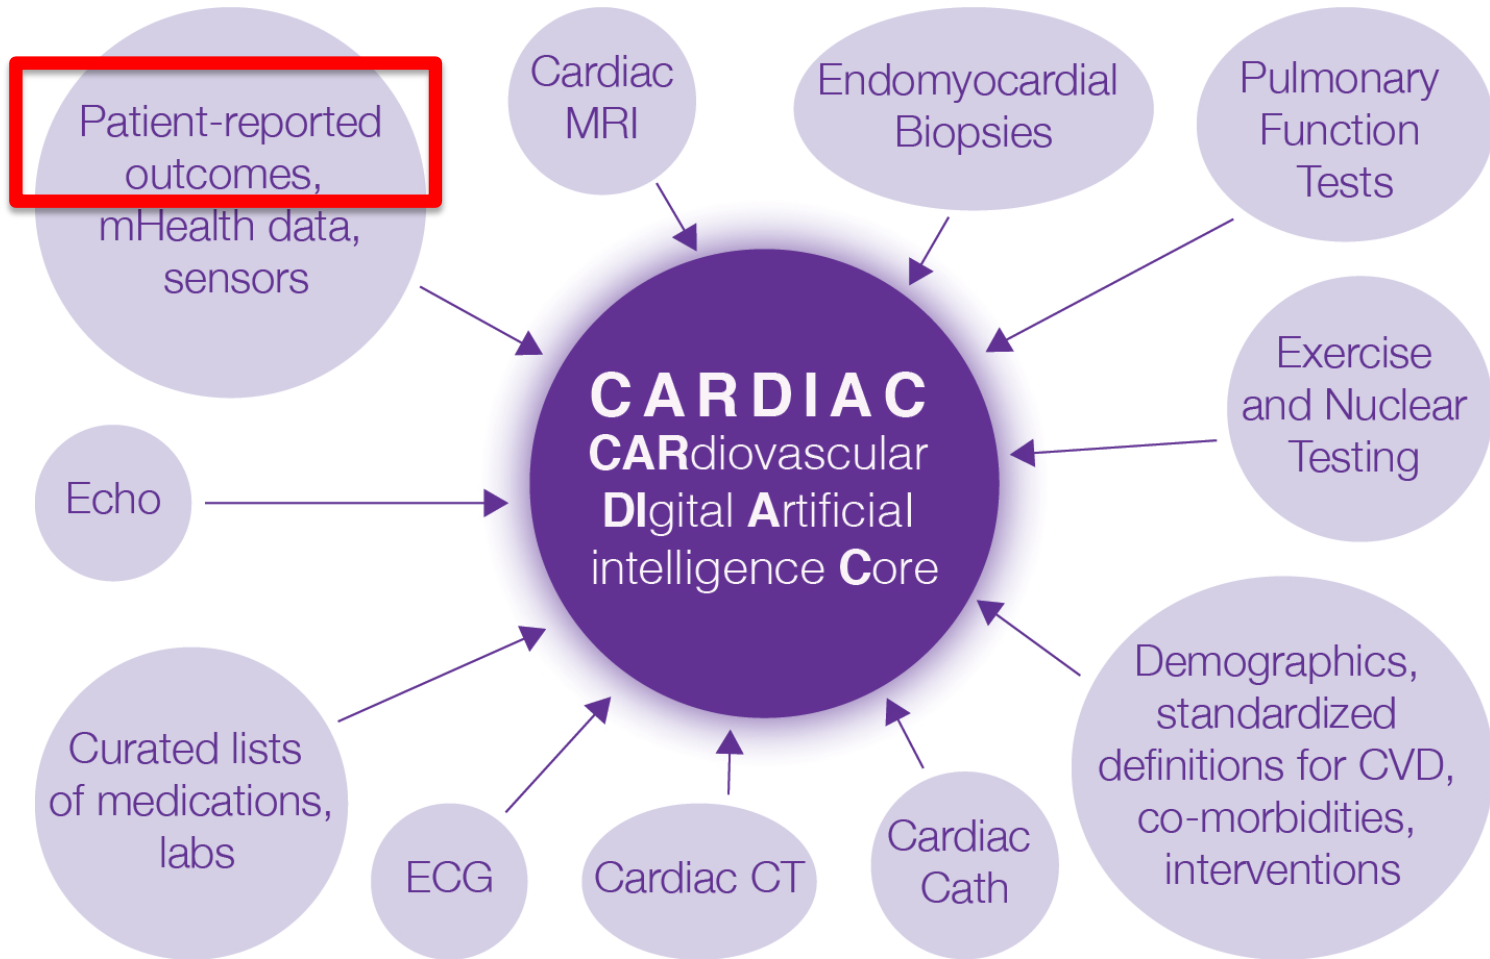 Patient-reported
outcomes,
mHealth data,
sensors
Cardiac
MRI
Endomyocardial
Biopsies
Pulmonary
Function
Tests
Exercise
and Nuclear
Testing
Echo
CARDIAC
CARdiovascular
DIgital Artificial
intelligence Core
Demographics,
standardized
definitions for CVD,
co-morbidities,
interventions
Curated lists
of medications,
labs
ECG
Cardiac CT
Cardiac
Cath